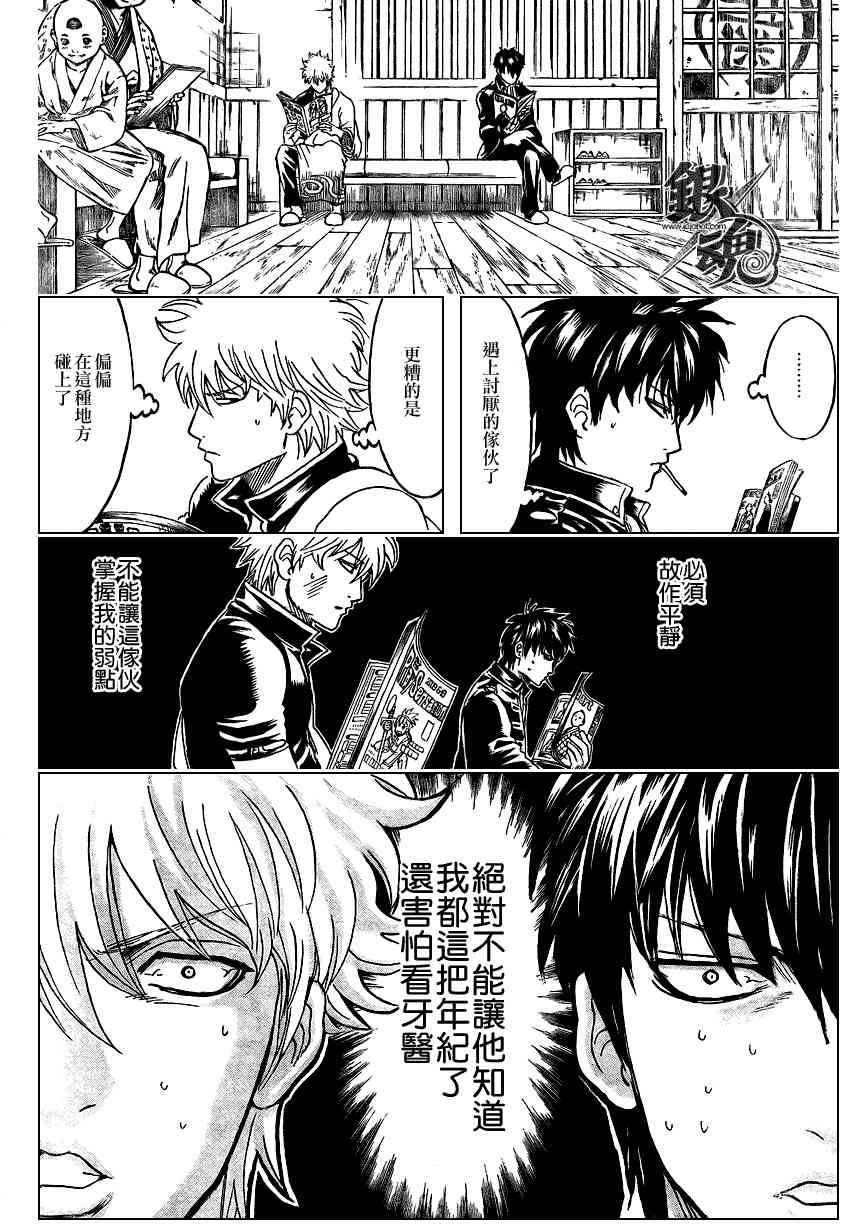 銀魂
www.jojohot.com
………
遇上討厭的傢伙了
更糟的是
偏偏
在這種地方
碰上了
必須
故作平靜
不能讓這傢伙
掌握我的弱點
絕對不能讓他知道
我都這把年紀了
還害怕看牙醫